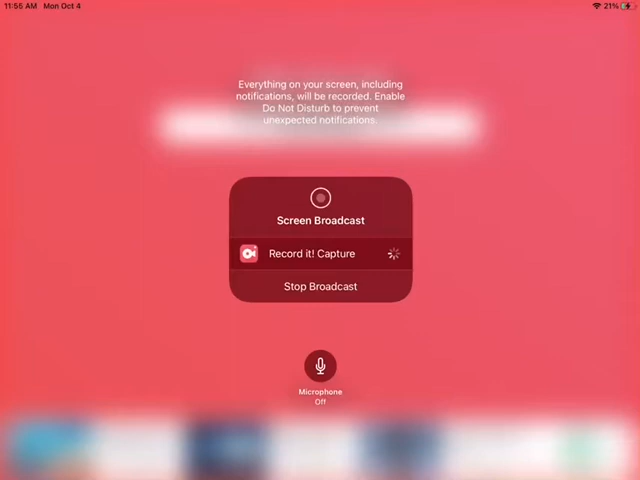 11:55 AM Mon Oct 4
21%
Everything on your screen, including
notifications, will be recorded. Enable
Do Not Disturb to prevent
unexpected notifications.
Screen Broadcast
Record it! Capture
Stop Broadcast
Microphone
Off